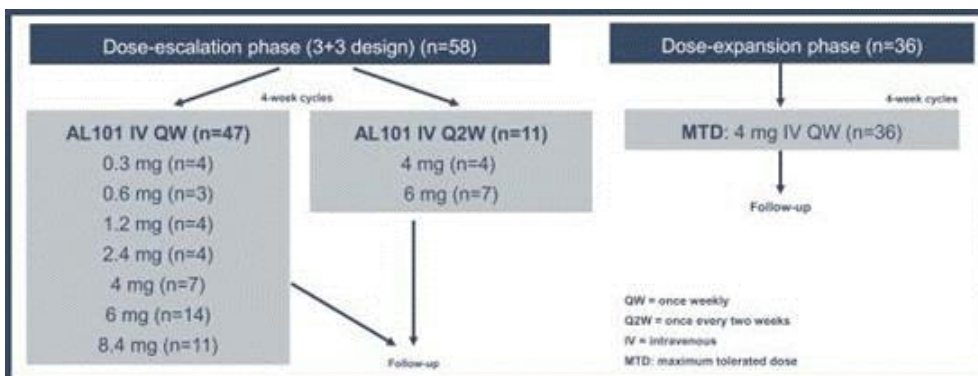 Dose-escalation phase (3+3 design) (n=58)
4-week cycles
AL101 IV QW (n=47)
0.3 mg (n=4)
0.6 mg (n=3)
1.2 mg (n=4)
2.4 mg (n=4)
4 mg (n=7)
6 mg (n=14)
8.4 mg (n=11)
AL101 IV Q2W (n=11)
4 mg (n=4)
6 mg (n=7)
Follow-up
Dose-expansion phase (n=36)
4-week cycles
MTD: 4 mg IV QW (n=36)
Follow-up
QW = once weekly
Q2W = once every two weeks
IV = intravenous
MTD: maximum tolerated dose